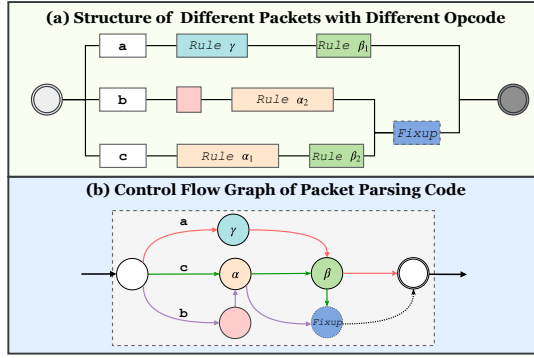 (a) Structure of Different Packets with Different Opcode
a Rule γ Rule β₁
b Rule α₂
Fixup
c Rule α₁ Rule β₂
(b) Control Flow Graph of Packet Parsing Code
a
γ
c α β
b Fixup